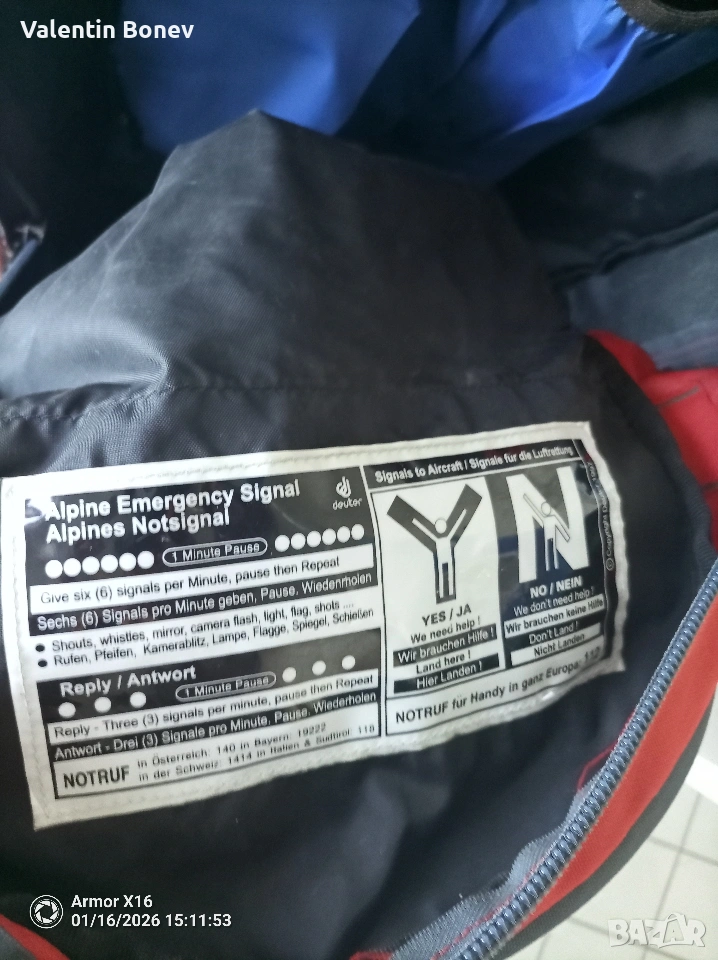 Valentin Bonev
Alpine Emergency Signal
Alpines Notsignal
deuter
1 Minute Pause
Give six (6) signals per Minute, pause then Repeat
Sechs (6) Signals pro Minute geben, Pause, Wiederholen
Shouts, whistles, mirror, camera flash, light, flag, shots ....
Rufen, Pfeifen, Kamerablitz, Lampe, Flagge, Spiegel, Schießen
Reply / Antwort
1 Minute Pause
Reply - Three (3) signals per minute, pause then Repeat
Antwort - Drei (3) Signale pro Minute, Pause, Wiederholen
NOTRUF
in Österreich: 140 in Bayern: 19222
in der Schweiz: 1414 in Italien & Südtirol: 118
Signals to Aircraft / Signale für die Luftrettung
YES / JA
We need help !
Wir brauchen Hilfe !
Land here !
Hier Landen !
NO / NEIN
We don't need help !
Wir brauchen keine Hilfe
Don't Land !
Nicht Landen
NOTRUF für Handy in ganz Europa: 112
© Copyright
Armor X16
01/16/2026 15:11:53
BAZAR